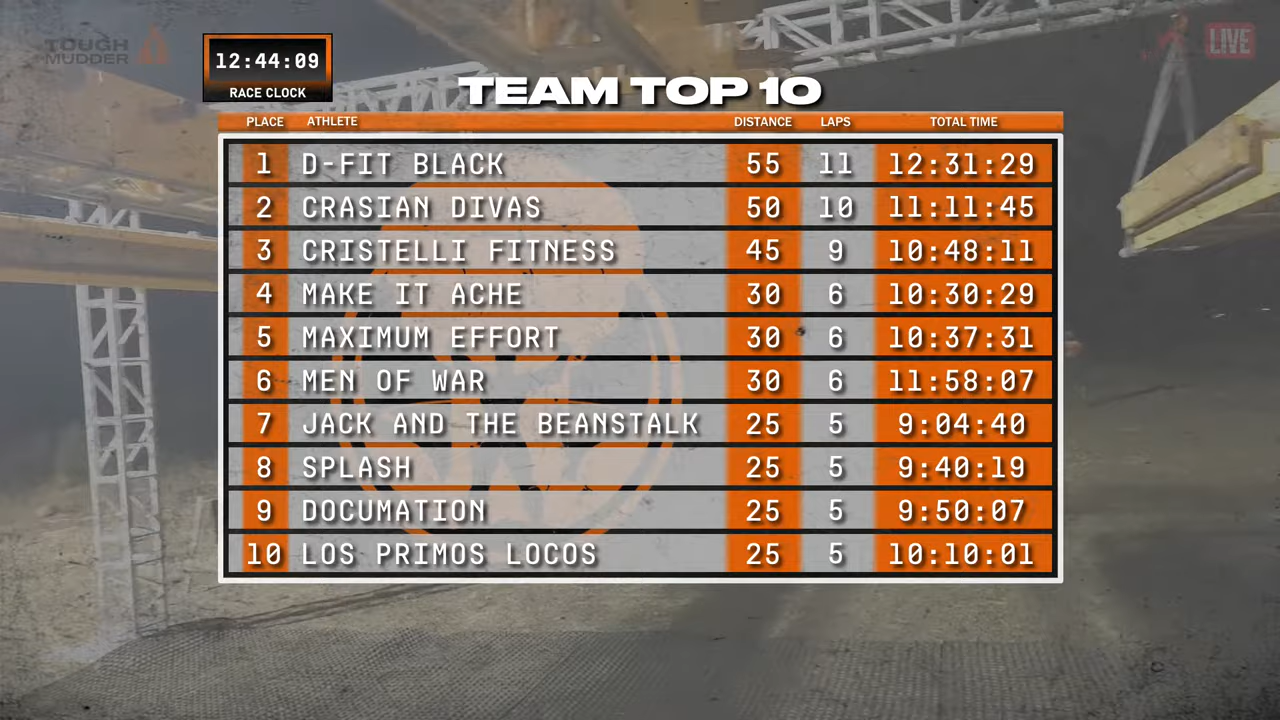 TOUGH
MUDDER
12:44:09
RACE CLOCK
LIVE
TEAM TOP 10
PLACE ATHLETE DISTANCE LAPS TOTAL TIME
1 D-FIT BLACK 55 11 12:31:29
2 CRASIAN DIVAS 50 10 11:11:45
3 CRISTELLI FITNESS 45 9 10:48:11
4 MAKE IT ACHE 30 6 10:30:29
5 MAXIMUM EFFORT 30 6 10:37:31
6 MEN OF WAR 30 6 11:58:07
7 JACK AND THE BEANSTALK 25 5 9:04:40
8 SPLASH 25 5 9:40:19
9 DOCUMATION 25 5 9:50:07
10 LOS PRIMOS LOCOS 25 5 10:10:01